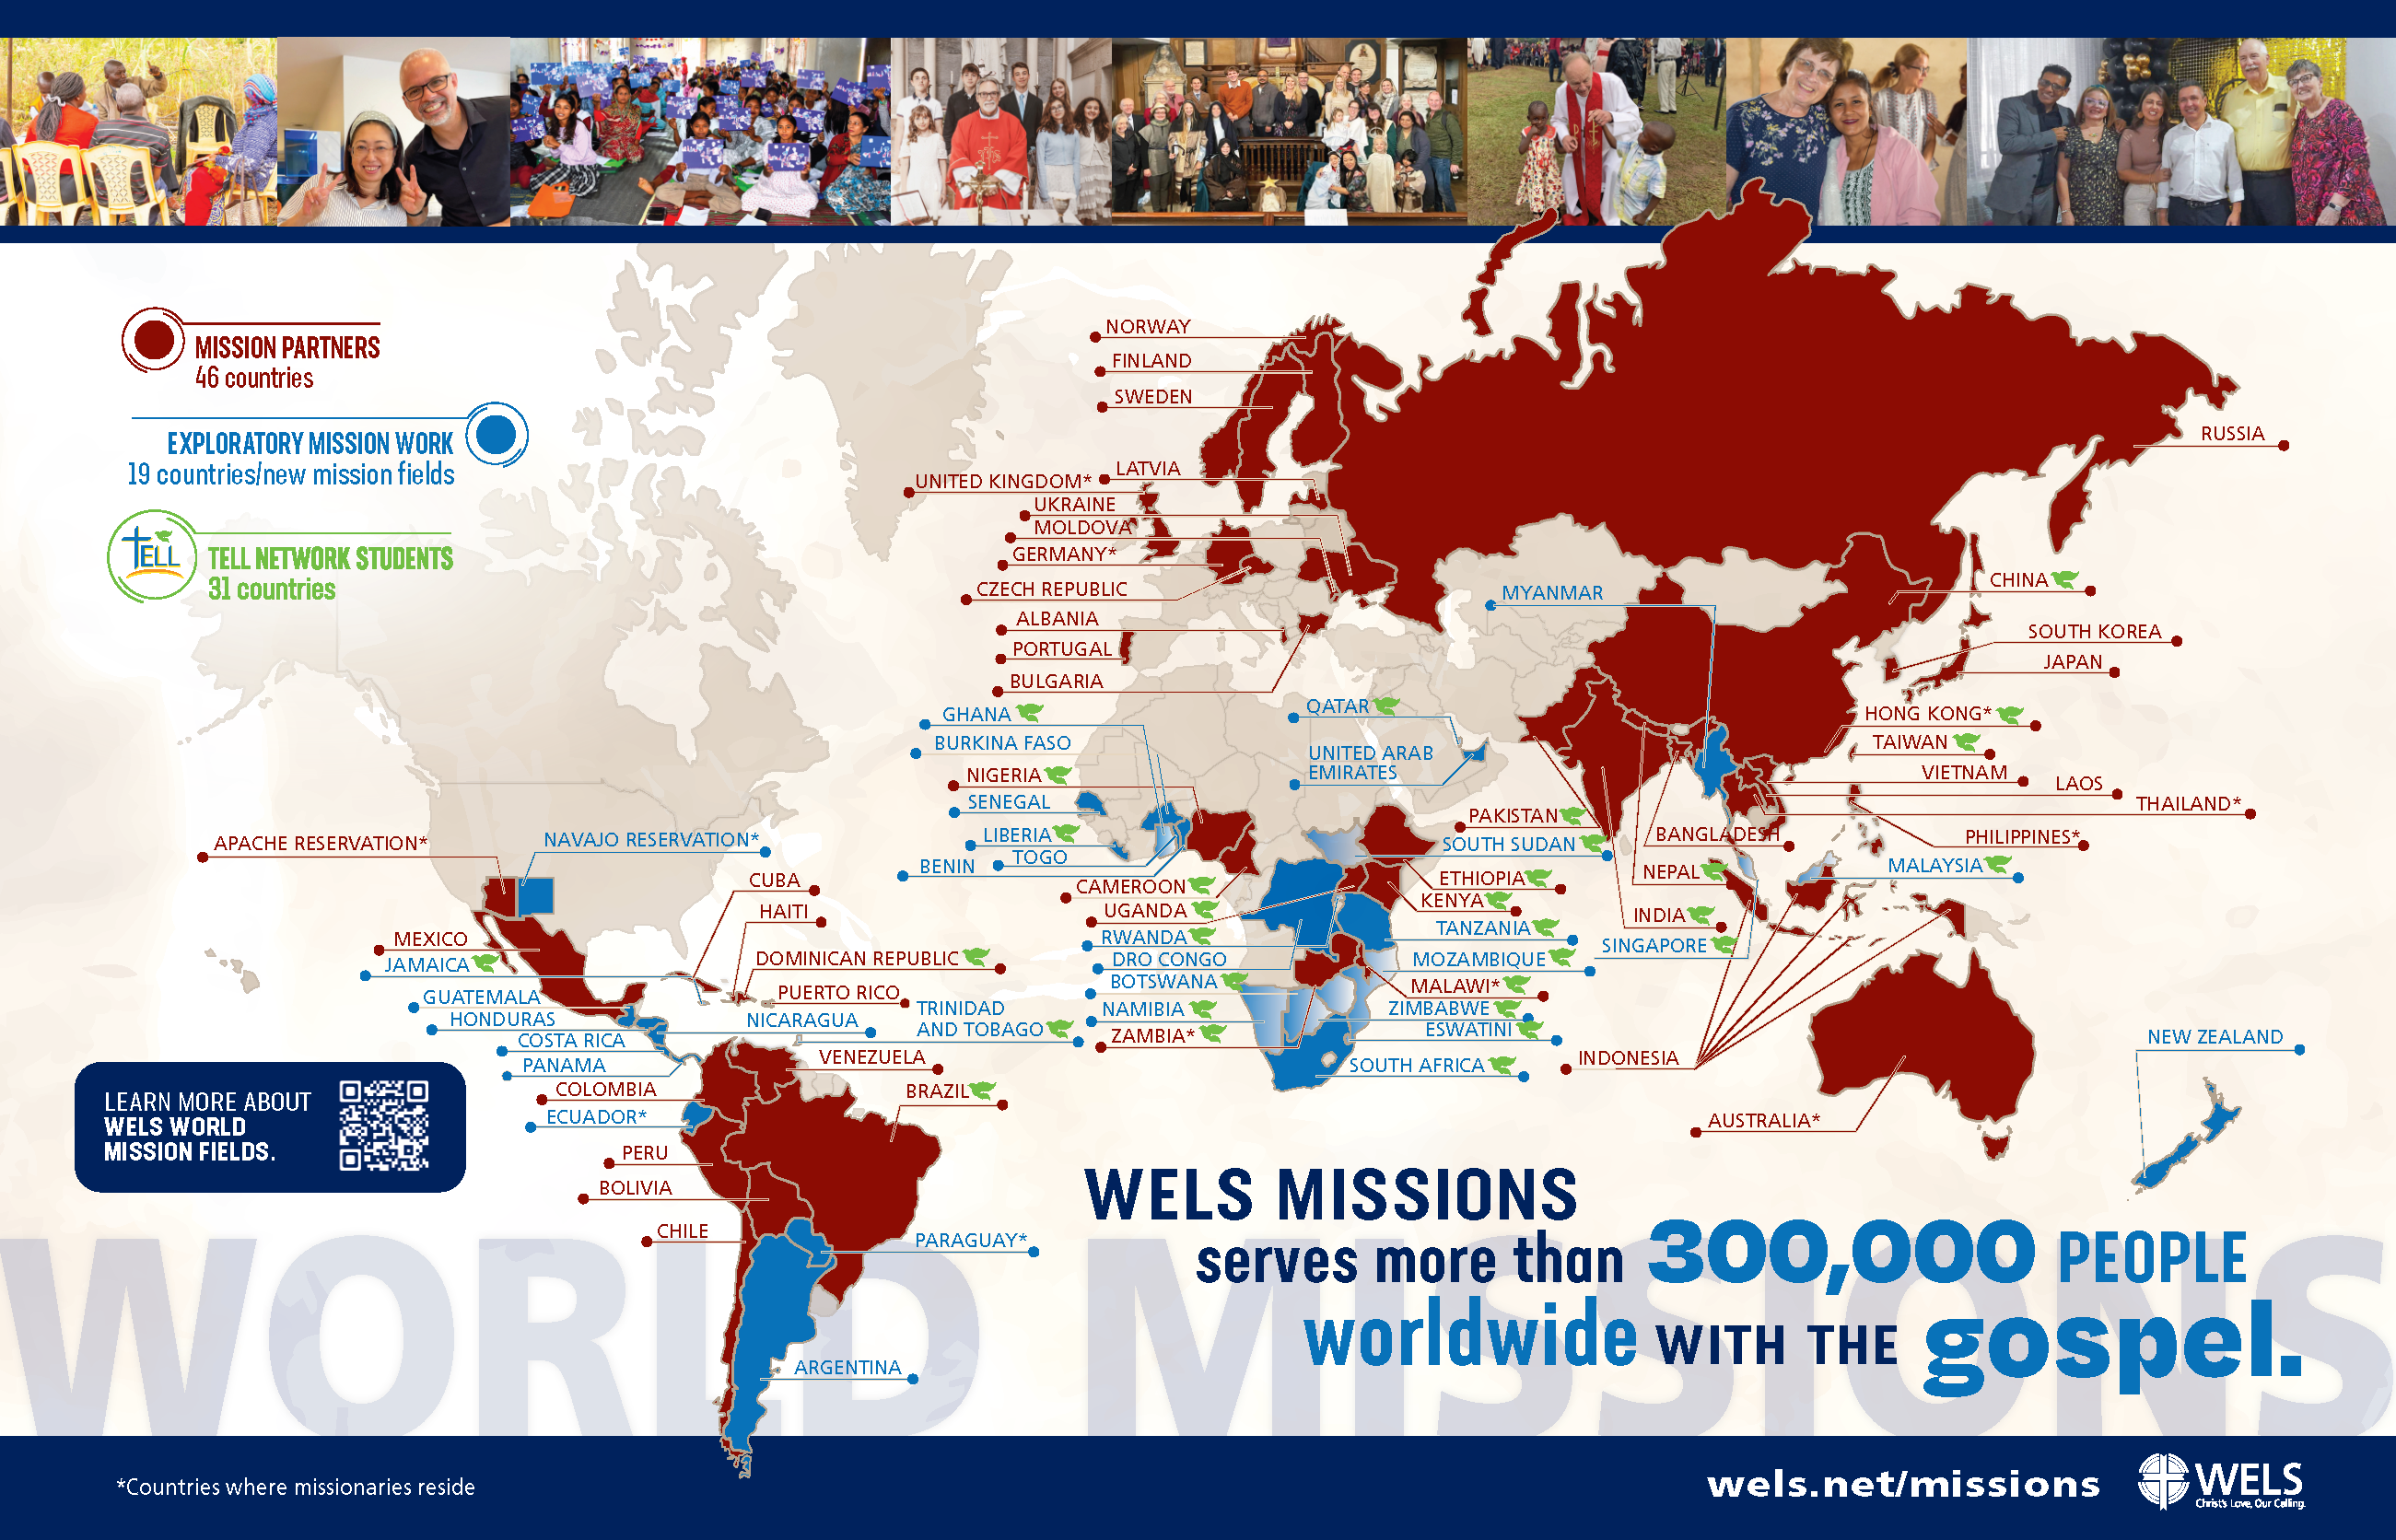 MISSION PARTNERS
46 countries
EXPLORATORY MISSION WORK
19 countries/new mission fields
TELL
TELL NETWORK STUDENTS
31 countries
NORWAY
FINLAND
SWEDEN
RUSSIA
LATVIA
UNITED KINGDOM*
UKRAINE
MOLDOVA
GERMANY*
CZECH REPUBLIC
ALBANIA
PORTUGAL
BULGARIA
MYANMAR
CHINA
SOUTH KOREA
JAPAN
HONG KONG*
TAIWAN
VIETNAM
LAOS
THAILAND*
PHILIPPINES*
MALAYSIA
GHANA
BURKINA FASO
NIGERIA
SENEGAL
LIBERIA
TOGO
BENIN
QATAR
UNITED ARAB
EMIRATES
PAKISTAN
SOUTH SUDAN
BANGLADESH
NEPAL
INDIA
SINGAPORE
CAMEROON
UGANDA
RWANDA
DRO CONGO
BOTSWANA
NAMIBIA
ZAMBIA*
ETHIOPIA
KENYA
TANZANIA
MOZAMBIQUE
MALAWI*
ZIMBABWE
ESWATINI
SOUTH AFRICA
INDONESIA
AUSTRALIA*
NEW ZEALAND
APACHE RESERVATION*
NAVAJO RESERVATION*
CUBA
HAITI
MEXICO
JAMAICA
DOMINICAN REPUBLIC
PUERTO RICO
GUATEMALA
HONDURAS
NICARAGUA
TRINIDAD
AND TOBAGO
COSTA RICA
PANAMA
VENEZUELA
COLOMBIA
BRAZIL
ECUADOR*
PERU
BOLIVIA
CHILE
PARAGUAY*
ARGENTINA
LEARN MORE ABOUT
WELS WORLD
MISSION FIELDS.
WELS MISSIONS
serves more than 300,000 PEOPLE
worldwide WITH THE gospel.
WORLD MISSIONS
*Countries where missionaries reside
wels.net/missions
WELS
Christ's Love, Our Calling.